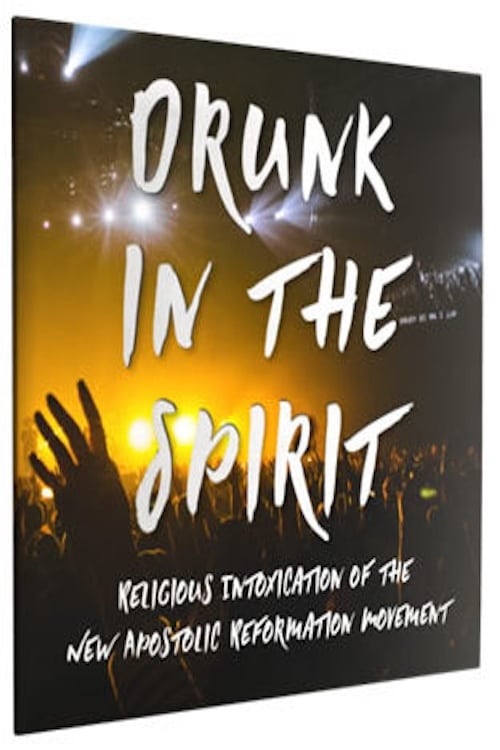 DRUNK
IN THE
SPIRIT
RELIGIOUS INTOXICATION OF THE
NEW APOSTOLIC REFORMATION MOVEMENT